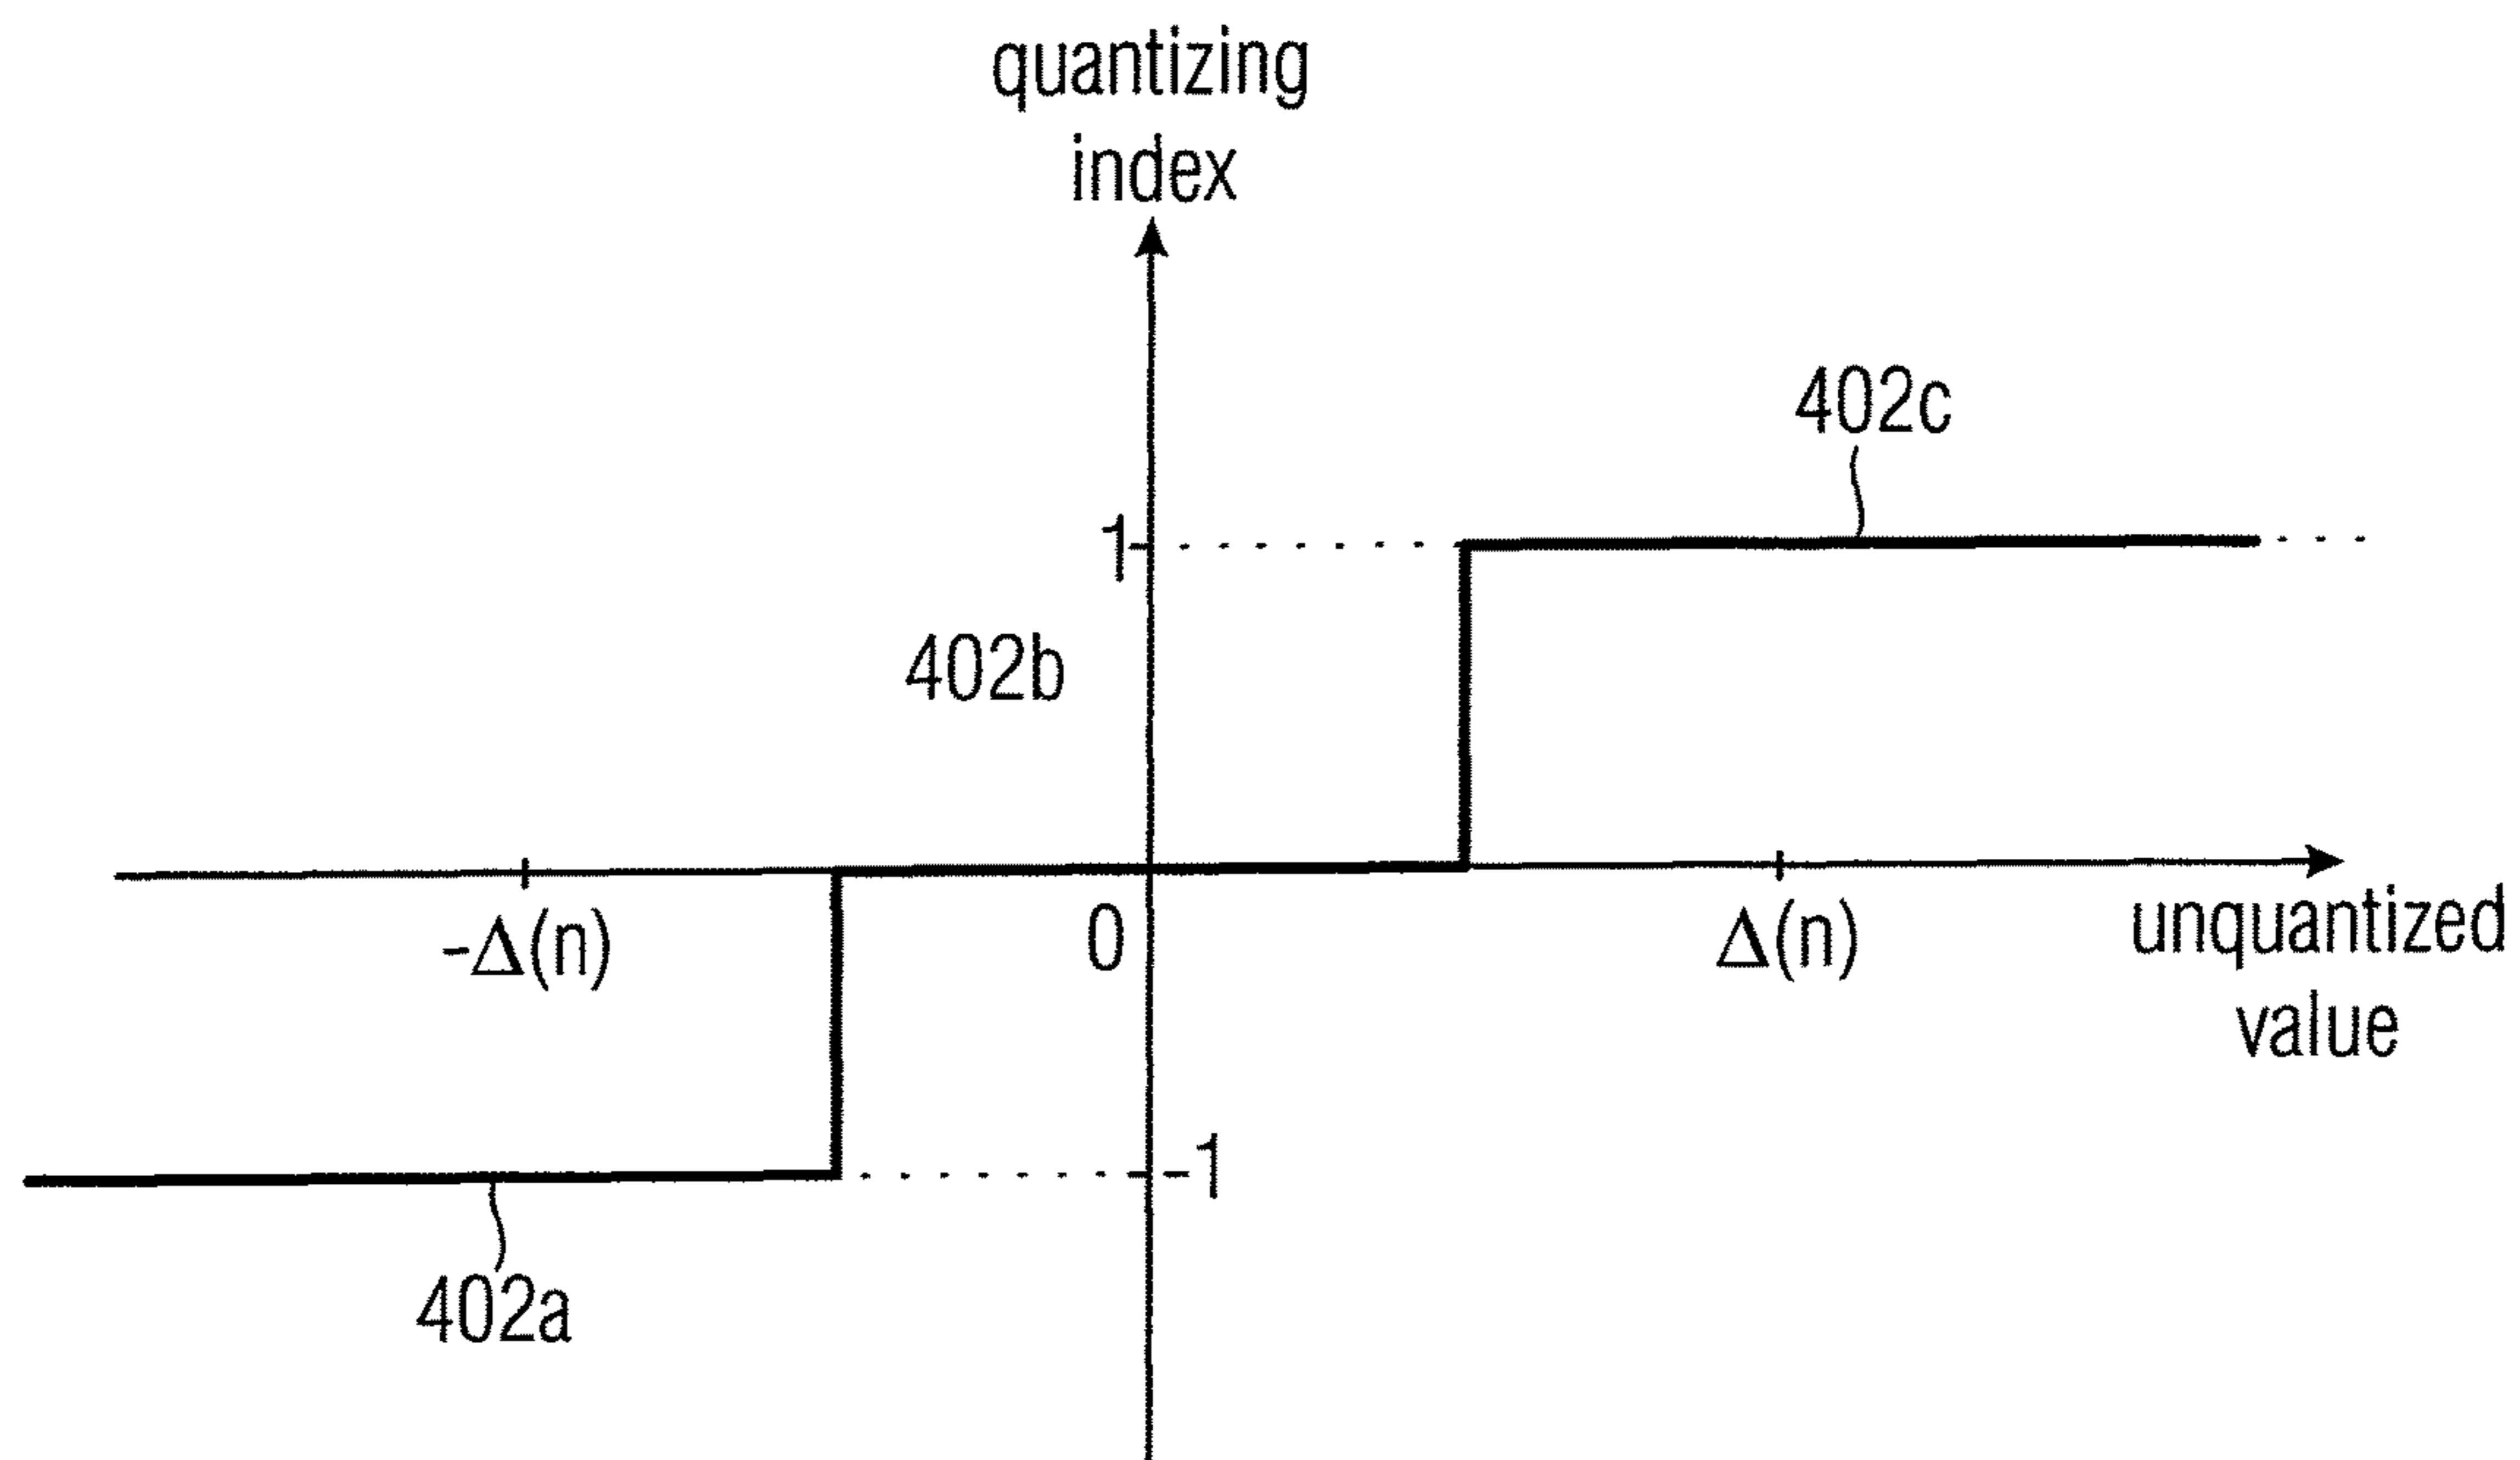 quantizing
index
402c
1
402b
-Δ(n)
0
Δ(n)
unquantized
value
-1
402a